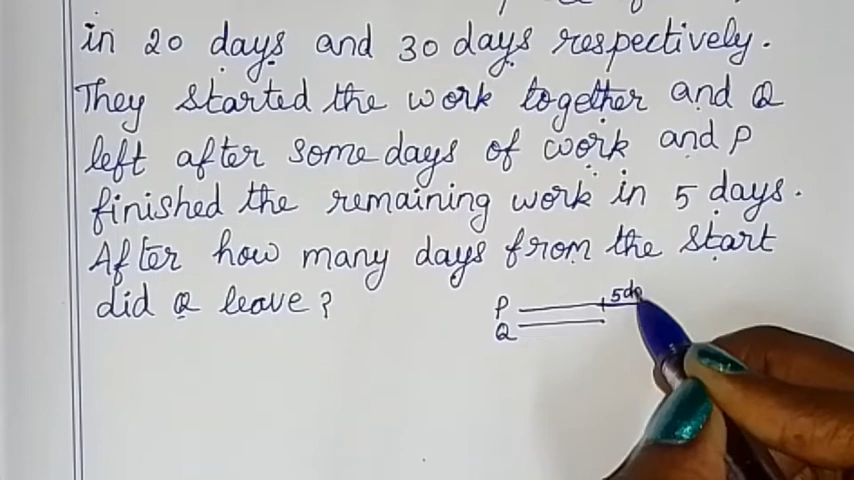 in 20 days and 30 days respectively.
They started the work together and Q
left after some days of work and P
finished the remaining work in 5 days.
After how many days from the start
did Q leave?
P 5da
Q